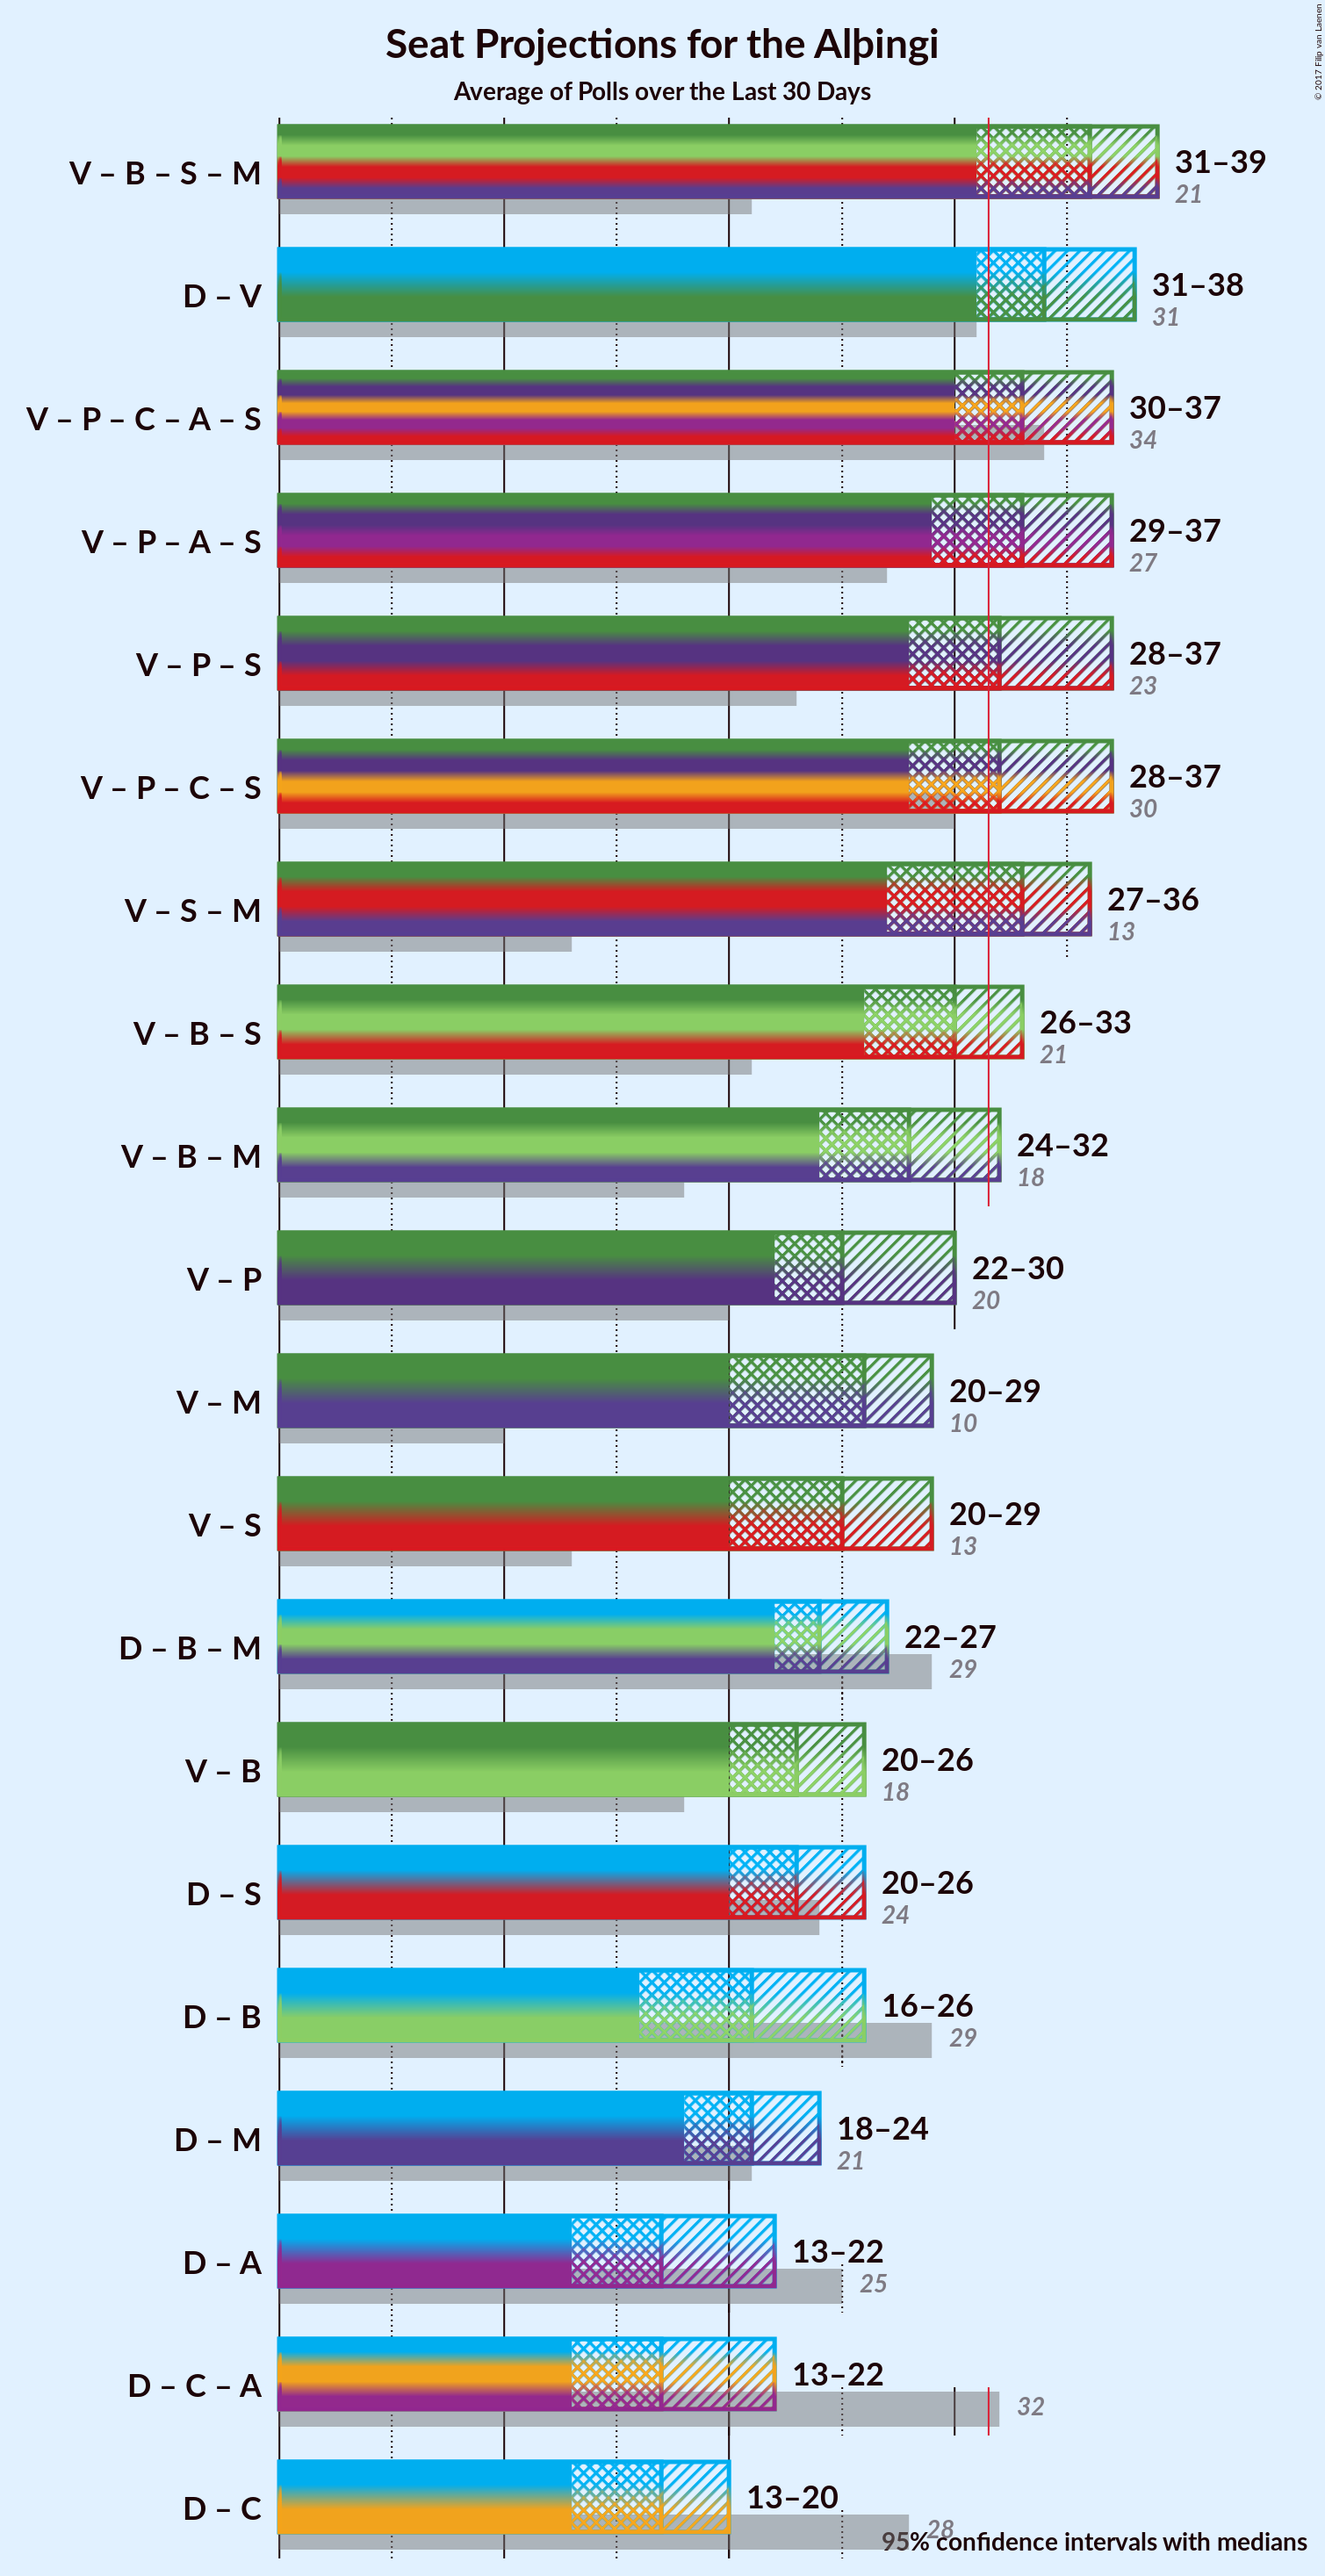 Seat Projections for the Alþingi
Average of Polls over the Last 30 Days
© 2017 Filip van Laenen
V – B – S – M
31–39
21
D – V
31–38
31
V – P – C – A – S
30–37
34
V – P – A – S
29–37
27
V – P – S
28–37
23
V – P – C – S
28–37
30
V – S – M
27–36
13
V – B – S
26–33
21
V – B – M
24–32
18
V – P
22–30
20
V – M
20–29
10
V – S
20–29
13
D – B – M
22–27
29
V – B
20–26
18
D – S
20–26
24
D – B
16–26
29
D – M
18–24
21
D – A
13–22
25
D – C – A
13–22
32
D – C
13–20
28
95% confidence intervals with medians